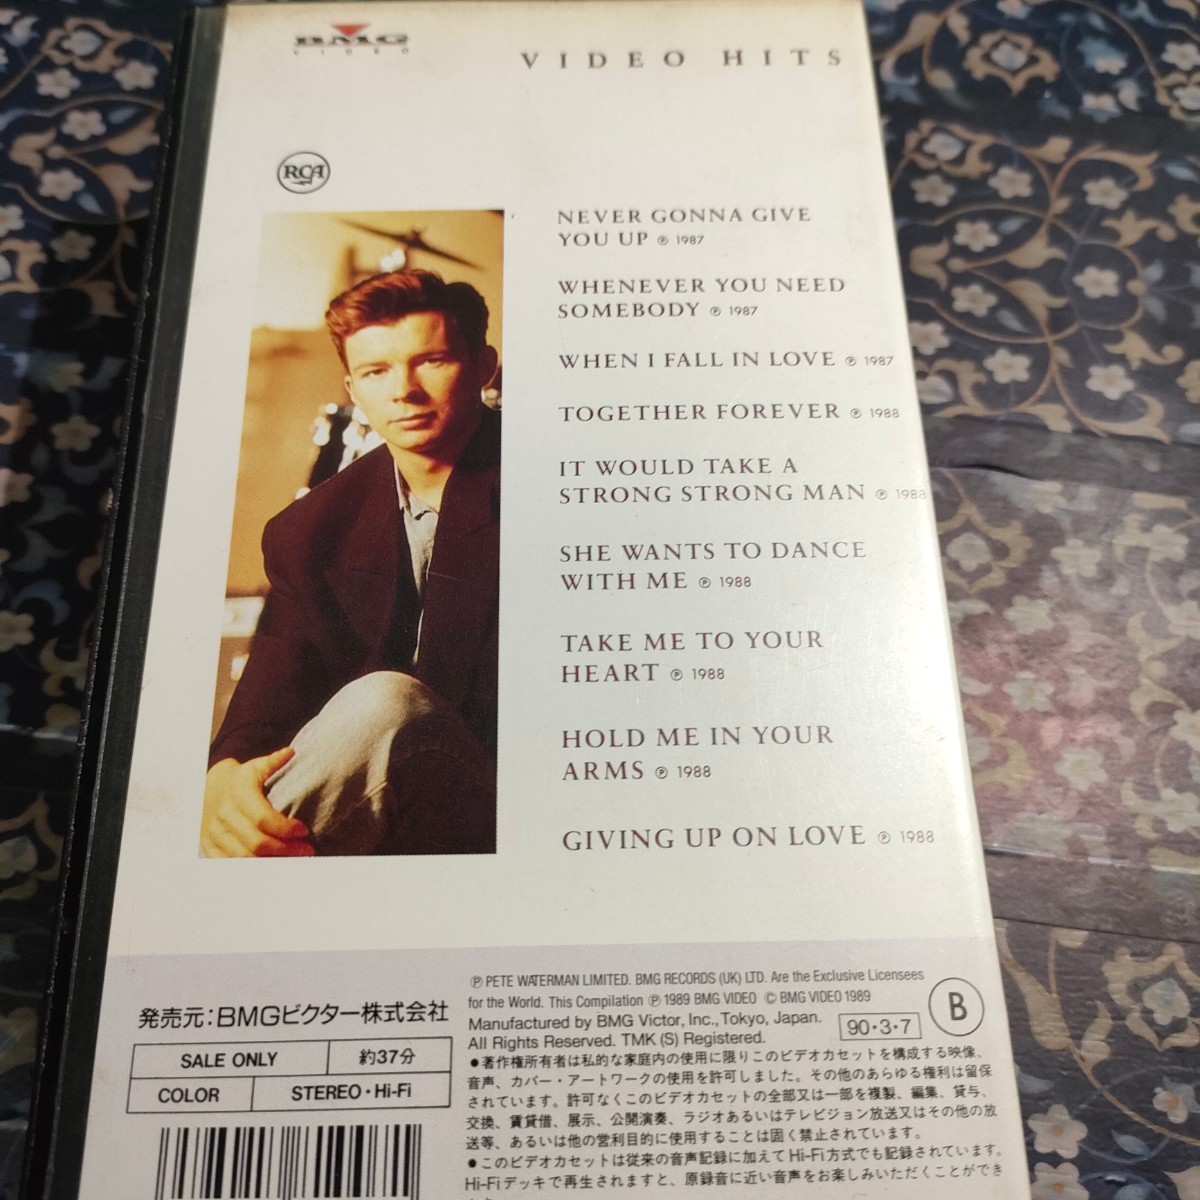 BMG
VIDEO
VIDEO HITS
RCA
NEVER GONNA GIVE
YOU UP ℗ 1987
WHENEVER YOU NEED
SOMEBODY ℗ 1987
WHEN I FALL IN LOVE ℗ 1987
TOGETHER FOREVER ℗ 1988
IT WOULD TAKE A
STRONG STRONG MAN ℗ 1988
SHE WANTS TO DANCE
WITH ME ℗ 1988
TAKE ME TO YOUR
HEART ℗ 1988
HOLD ME IN YOUR
ARMS ℗ 1988
GIVING UP ON LOVE ℗ 1988
発売元:BMGビクター株式会社
SALE ONLY 約37分
COLOR STEREO・Hi-Fi
℗ PETE WATERMAN LIMITED. BMG RECORDS (UK) LTD. Are the Exclusive Licensees
for the World. This Compilation ℗ 1989 BMG VIDEO © BMG VIDEO 1989
Manufactured by BMG Victor, Inc., Tokyo, Japan.
All Rights Reserved. TMK (S) Registered.
90・3・7
B
●著作権所有者は私的な家庭内の使用に限りこのビデオカセットを構成する映像、
音声、カバー・アートワークの使用を許可しました。その他のあらゆる権利は留保
されています。許可なくこのビデオカセットの全部又は一部を複製、編集、貸与、
交換、賃貸借、展示、公開演奏、ラジオあるいはテレビジョン放送又はその他の放
送等、あるいは他の営利目的に使用することは固く禁止されています。
●このビデオカセットは従来の音声記録に加えてHi-Fi方式でも記録されています。
Hi-Fiデッキで再生されますと、原録音に近い音声をお楽しみいただくことができ